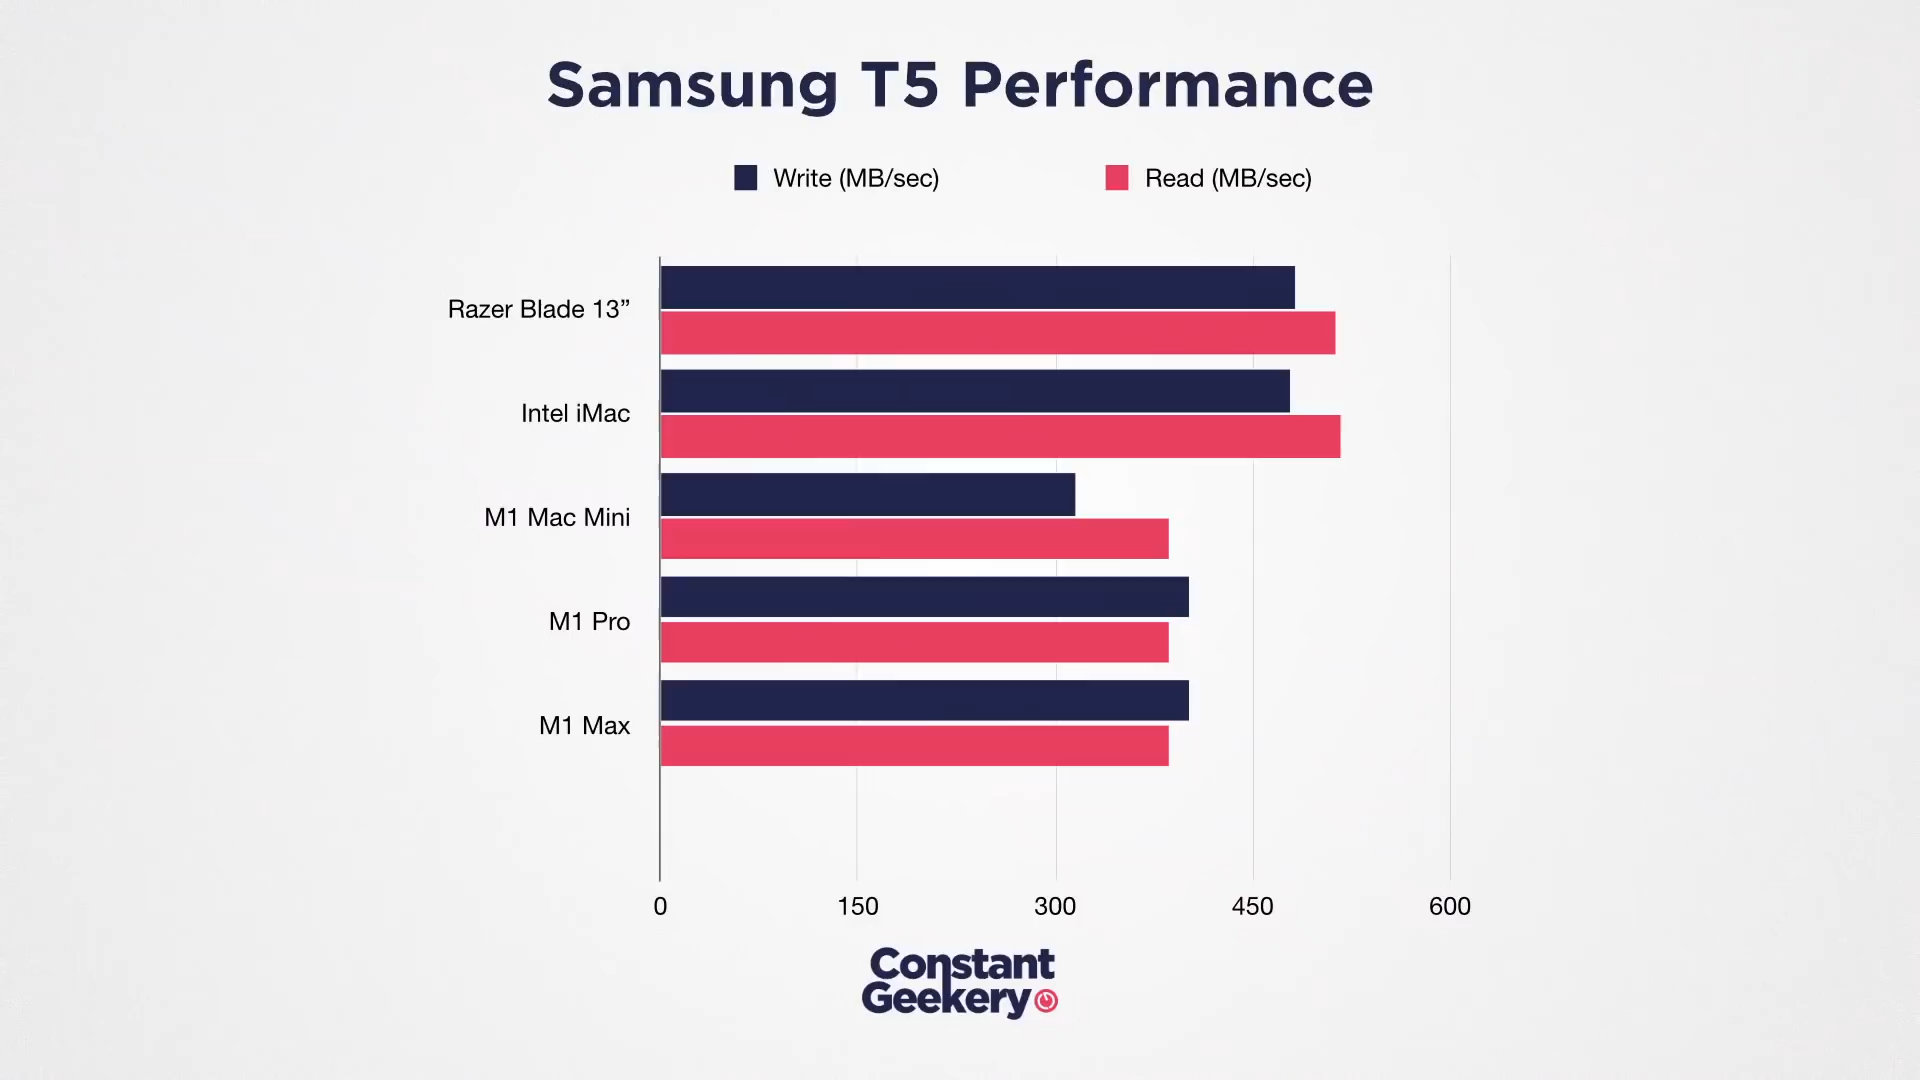 Samsung T5 Performance
Write (MB/sec)
Read (MB/sec)
Razer Blade 13”
Intel iMac
M1 Mac Mini
M1 Pro
M1 Max
0 150 300 450 600
Constant
Geekery